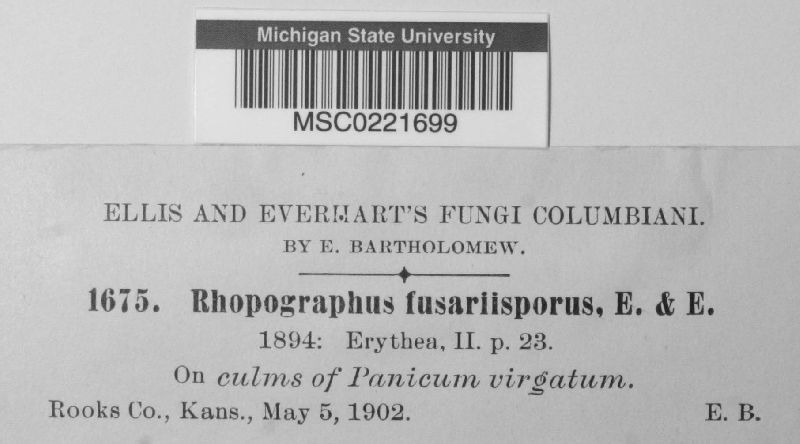 Michigan State University
MSC0221699
ELLIS AND EVERHART'S FUNGI COLUMBIANI.
BY E. BARTHOLOMEW.
1675. Rhopographus fusariisporus, E. & E.
1894: Erythea, II. p. 23.
On culms of Panicum virgatum.
Rooks Co., Kans., May 5, 1902. E. B.